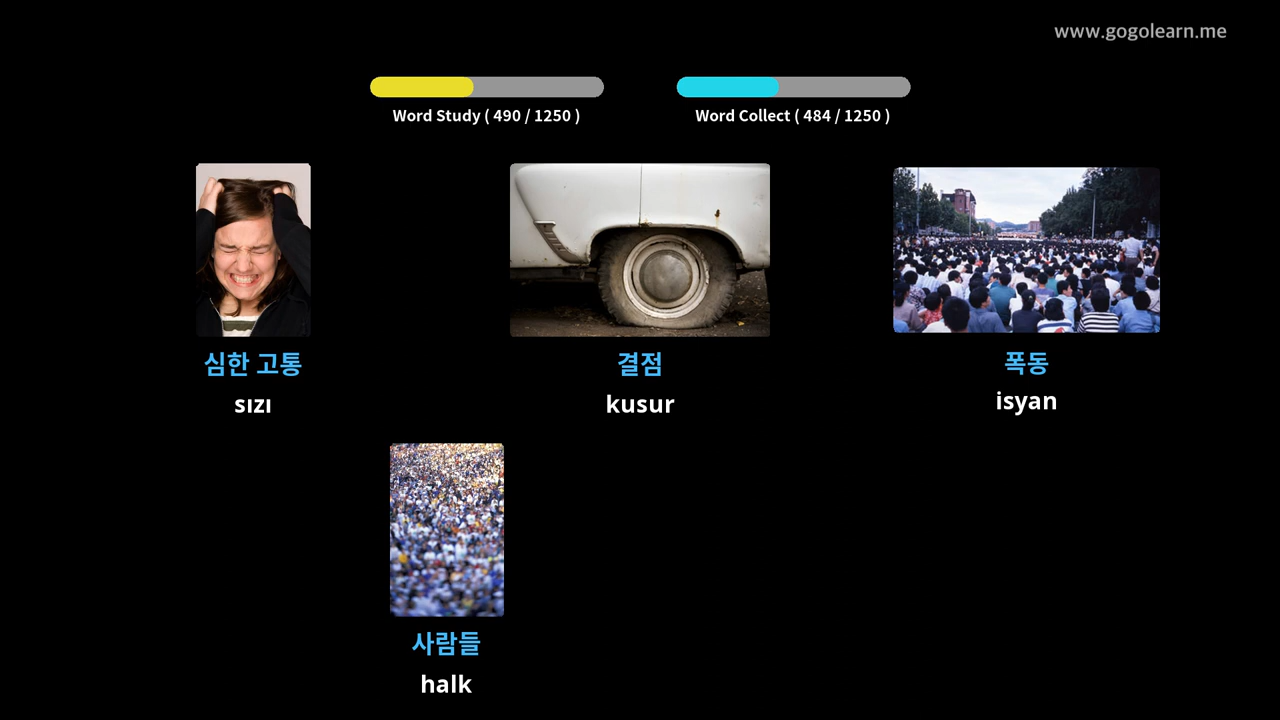 www.gogolearn.me
Word Study ( 490 / 1250 )
Word Collect ( 484 / 1250 )
심한 고통
sızı
결점
kusur
폭동
isyan
사람들
halk